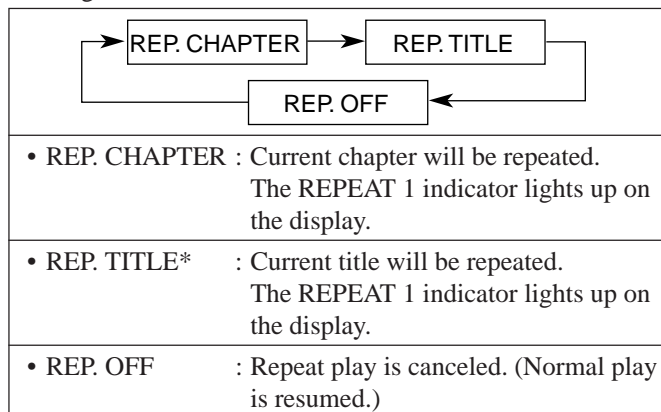 REP. CHAPTER REP. TITLE
REP. OFF
• REP. CHAPTER : Current chapter will be repeated.
The REPEAT 1 indicator lights up on
the display.
• REP. TITLE* : Current title will be repeated.
The REPEAT 1 indicator lights up on
the display.
• REP. OFF : Repeat play is canceled. (Normal play
is resumed.)